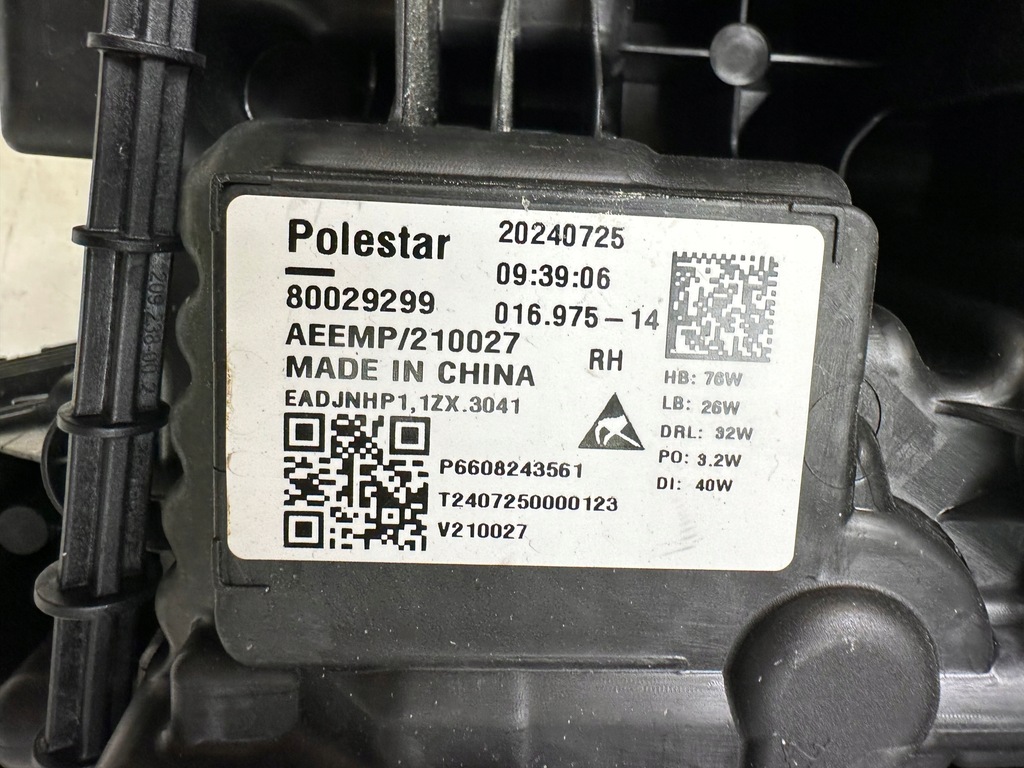 Polestar
20240725
09:39:06
80029299
016.975-14
AEEMP/210027
RH
MADE IN CHINA
EADJNHP1,1ZX.3041
HB: 76W
LB: 26W
DRL: 32W
PO: 3.2W
DI: 40W
P6608243561
T2407250000123
V210027